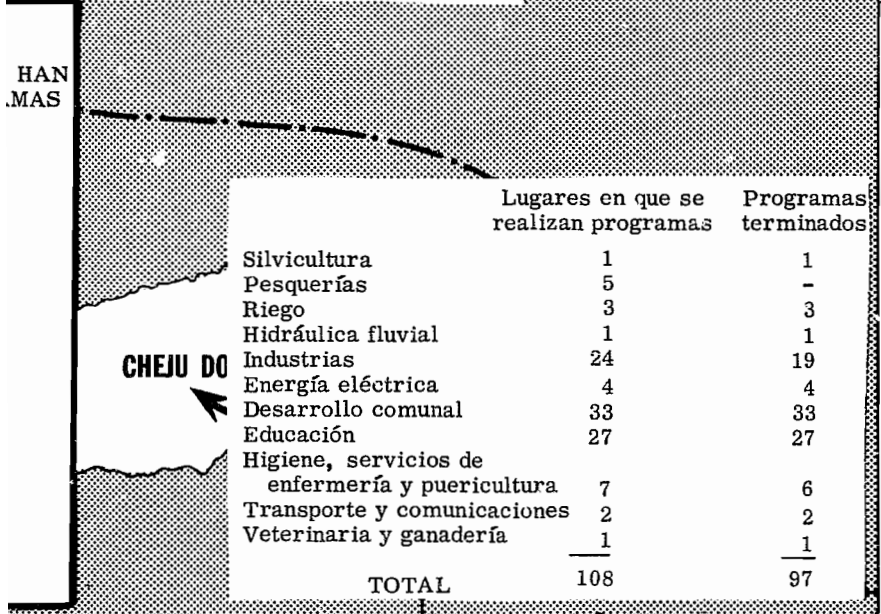 HAN
AMAS
Lugares en que se Programas
realizan programas terminados
Silvicultura 1 1
Pesquerías 5 -
Riego 3 3
Hidráulica fluvial 1 1
CHEJU DO
Industrias 24 19
Energía eléctrica 4 4
Desarrollo comunal 33 33
Educación 27 27
Higiene, servicios de
enfermería y puericultura 7 6
Transporte y comunicaciones 2 2
Veterinaria y ganadería 1 1
TOTAL 108 97